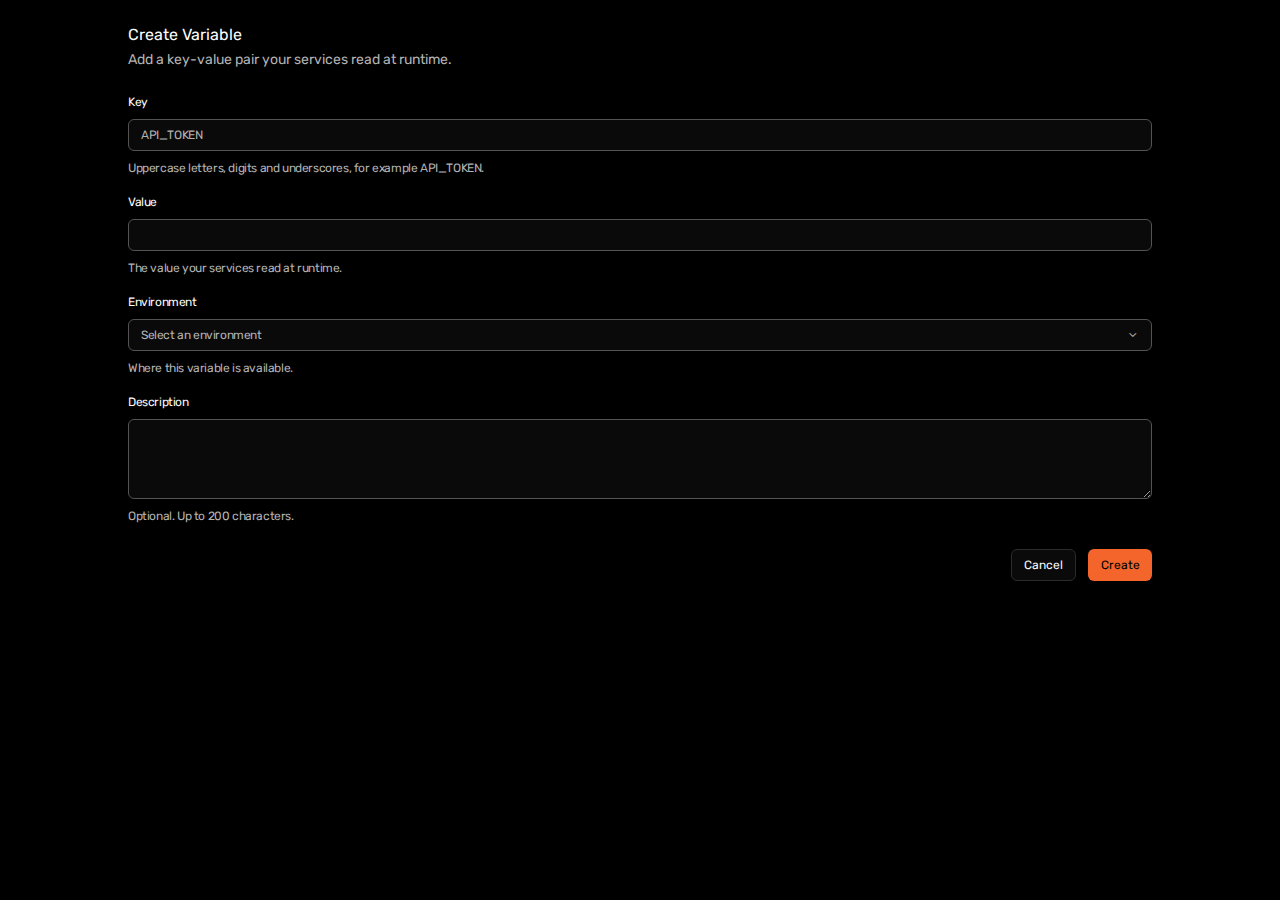 Create Variable
Add a key-value pair your services read at runtime.
Key
API_TOKEN
Uppercase letters, digits and underscores, for example API_TOKEN.
Value
The value your services read at runtime.
Environment
Select an environment
Where this variable is available.
Description
Optional. Up to 200 characters.
Cancel Create